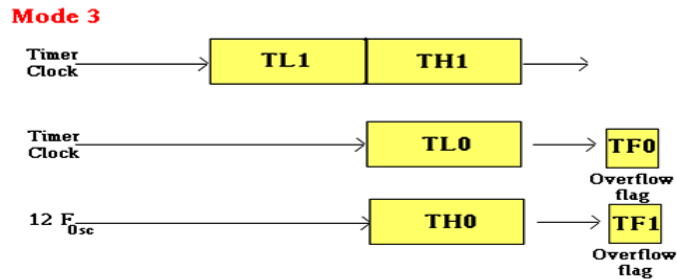 Mode 3
Timer
Clock
TL1
TH1
Timer
Clock
TL0
TF0
Overflow
flag
12 F
0sc
TH0
TF1
Overflow
flag